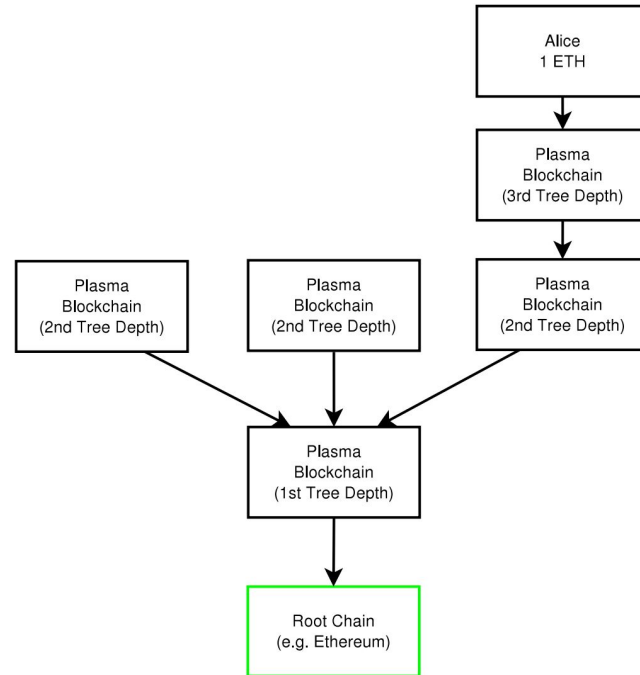 Alice
1 ETH
Plasma
Blockchain
(3rd Tree Depth)
Plasma
Blockchain
(2nd Tree Depth)
Plasma
Blockchain
(2nd Tree Depth)
Plasma
Blockchain
(2nd Tree Depth)
Plasma
Blockchain
(1st Tree Depth)
Root Chain
(e.g. Ethereum)